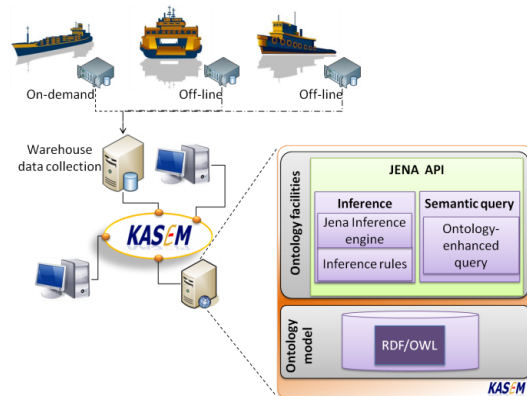 On-demand
Off-line
Off-line
Warehouse
data collection
KASEM
Ontology facilities
JENA API
Inference
Jena Inference
engine
Inference rules
Semantic query
Ontology-
enhanced
query
Ontology
model
RDF/OWL
KASEM